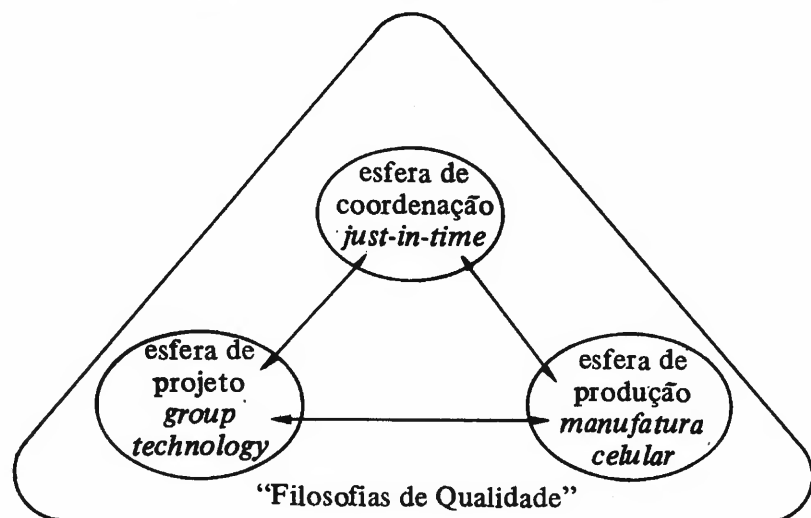 esfera de
coordenação
just-in-time
esfera de
projeto
group
technology
esfera de
produção
manufatura
celular
“Filosofias de Qualidade”